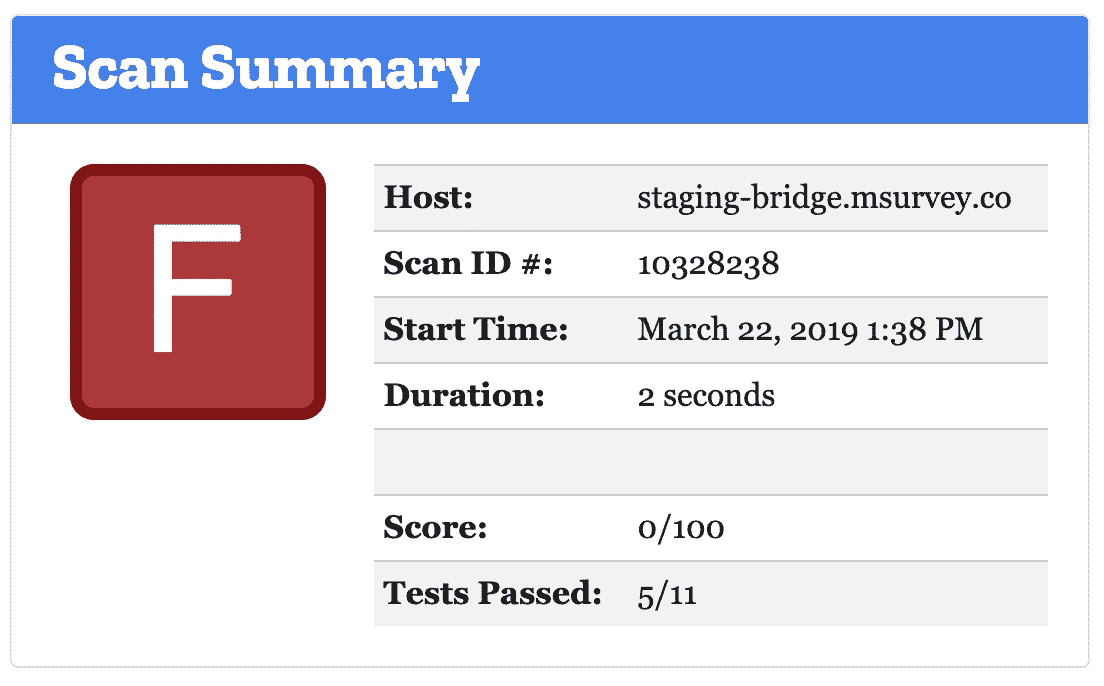 Scan Summary
F
Host: staging-bridge.msurvey.co
Scan ID #: 10328238
Start Time: March 22, 2019 1:38 PM
Duration: 2 seconds
Score: 0/100
Tests Passed: 5/11